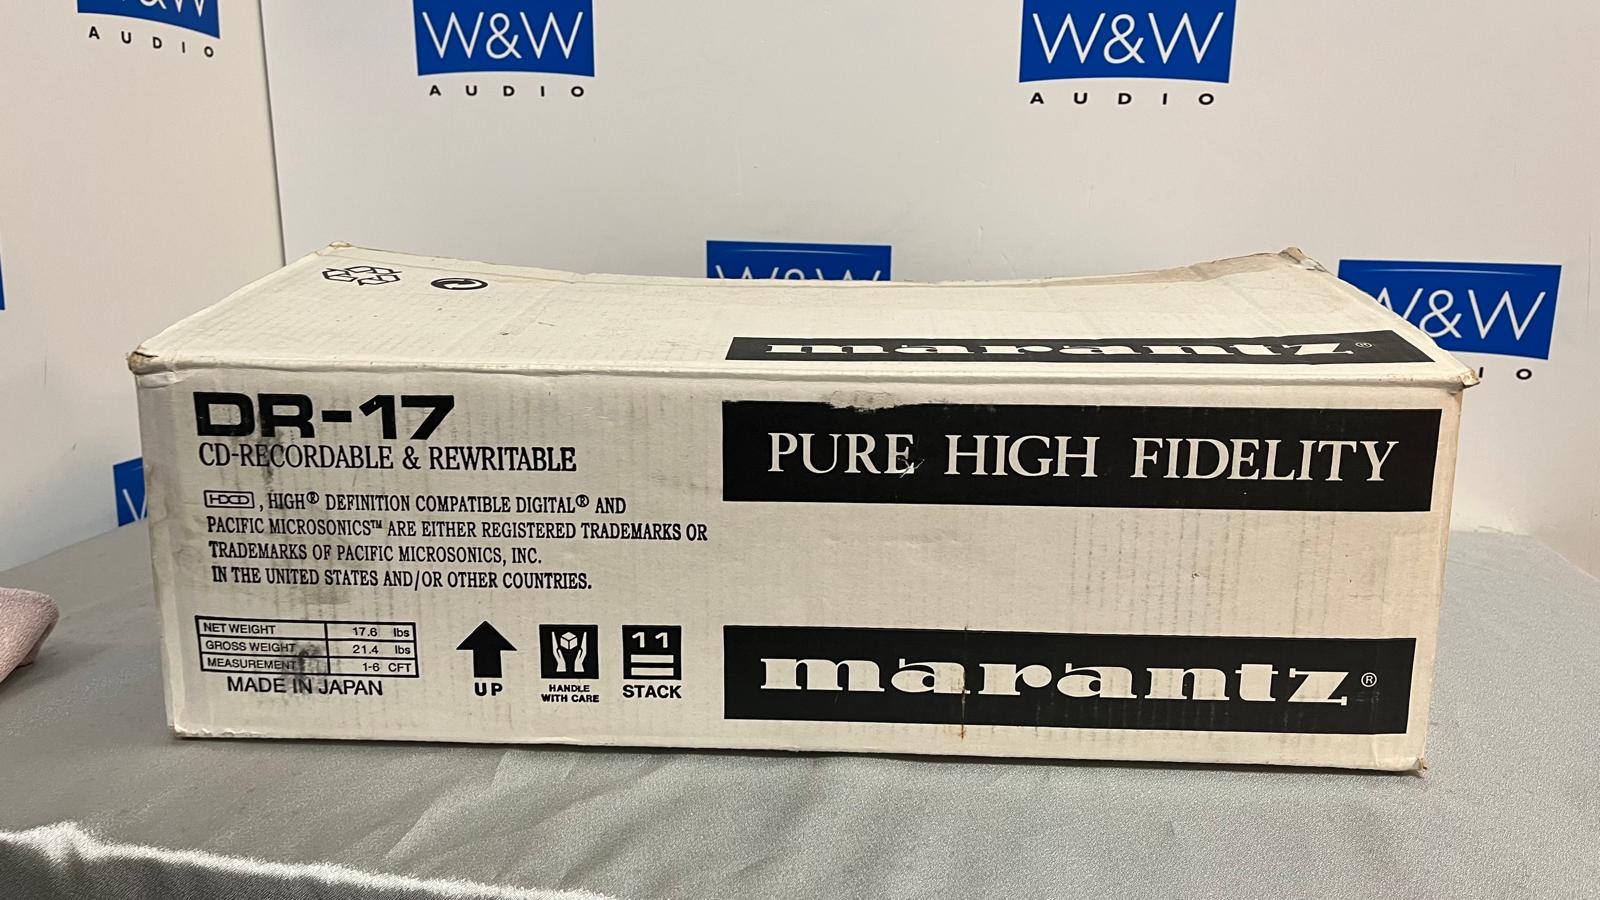 W&W
AUDIO
W&W
AUDIO
W&W
AUDIO
W&W
W&W
marantz®
DR-17
CD-RECORDABLE & REWRITABLE
HDCD, HIGH® DEFINITION COMPATIBLE DIGITAL® AND
PACIFIC MICROSONICS™ ARE EITHER REGISTERED TRADEMARKS OR
TRADEMARKS OF PACIFIC MICROSONICS, INC.
IN THE UNITED STATES AND/OR OTHER COUNTRIES.
NET WEIGHT 17.6 lbs
GROSS WEIGHT 21.4 lbs
MEASUREMENT 1-6 CFT
MADE IN JAPAN
UP
HANDLE
WITH CARE
11
STACK
PURE HIGH FIDELITY
marantz®